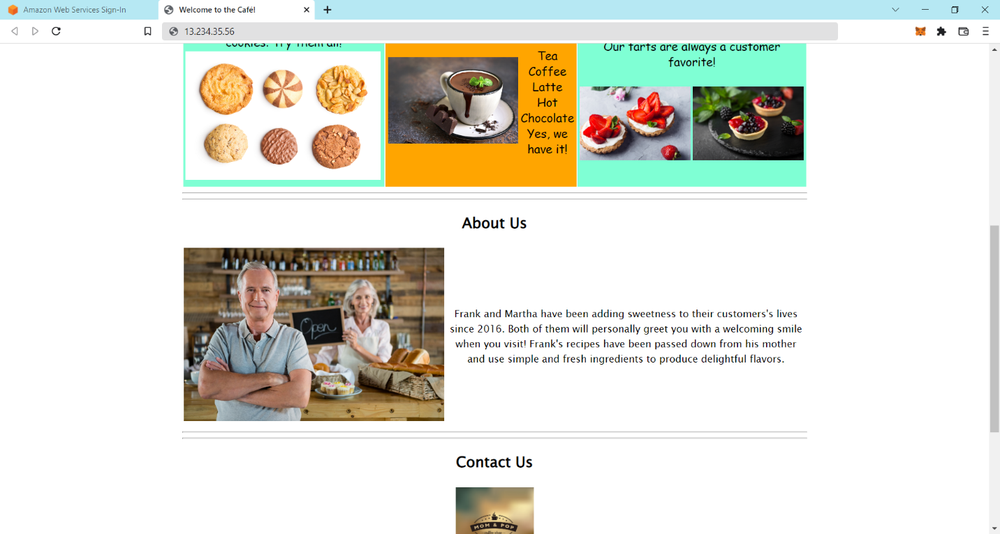 Amazon Web Services Sign-In
Welcome to the Café!
13.234.35.56
cookies. Try them all!
Tea
Coffee
Latte
Hot
Chocolate
Yes, we
have it!
Our tarts are always a customer
favorite!
About Us
Open
Frank and Martha have been adding sweetness to their customers's lives
since 2016. Both of them will personally greet you with a welcoming smile
when you visit! Frank's recipes have been passed down from his mother
and use simple and fresh ingredients to produce delightful flavors.
Contact Us
MOM & POP
coffee shop